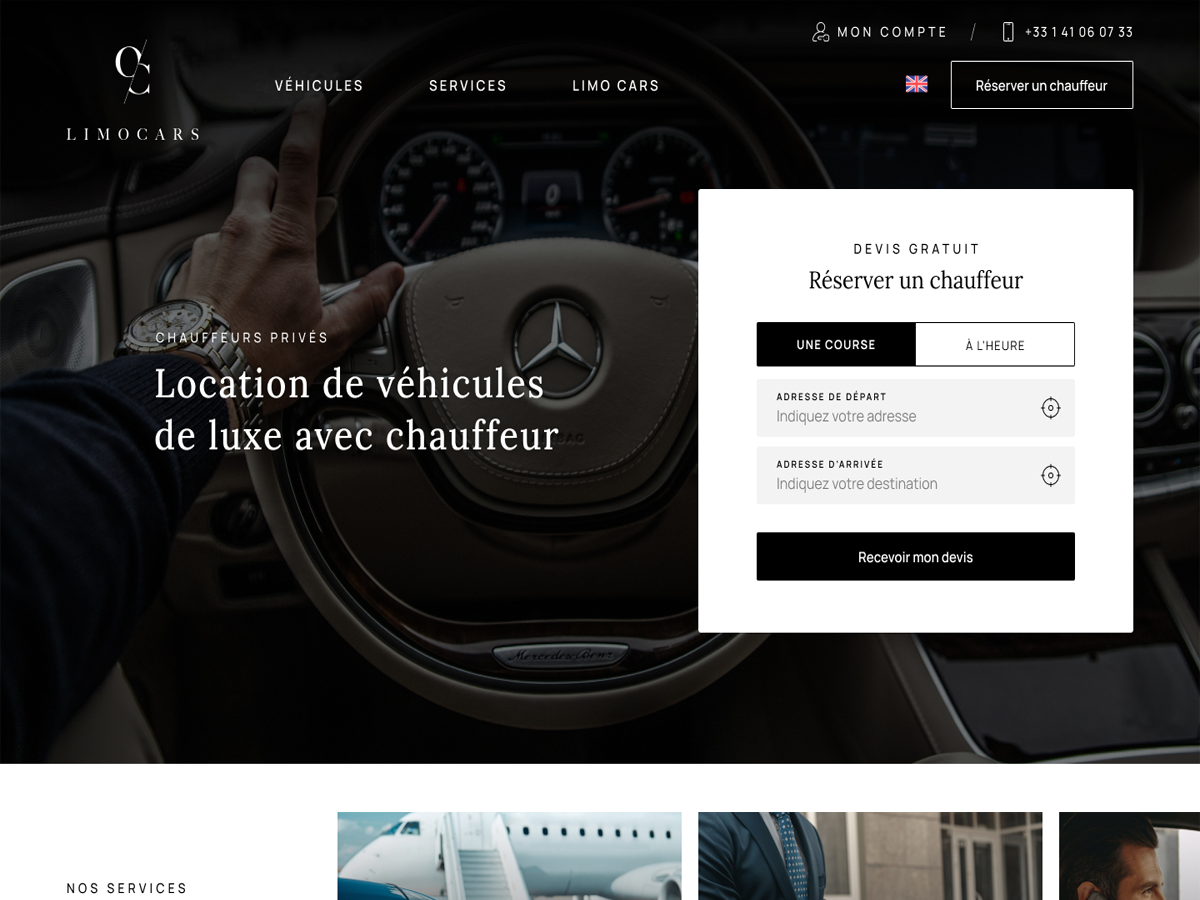 MON COMPTE / +33 1 41 06 07 33
LIMOCARS
VÉHICULES SERVICES LIMO CARS
Réserver un chauffeur
CHAUFFEURS PRIVÉS
Location de véhicules
de luxe avec chauffeur
DEVIS GRATUIT
Réserver un chauffeur
UNE COURSE À L'HEURE
ADRESSE DE DÉPART
Indiquez votre adresse
ADRESSE D'ARRIVÉE
Indiquez votre destination
Recevoir mon devis
Mercedes-Benz
NOS SERVICES